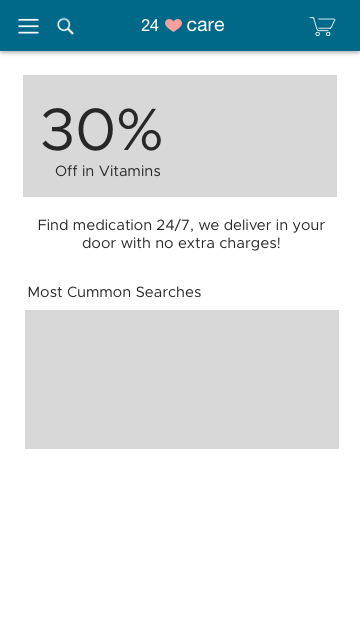 24 care
30%
Off in Vitamins
Find medication 24/7, we deliver in your
door with no extra charges!
Most Cummon Searches